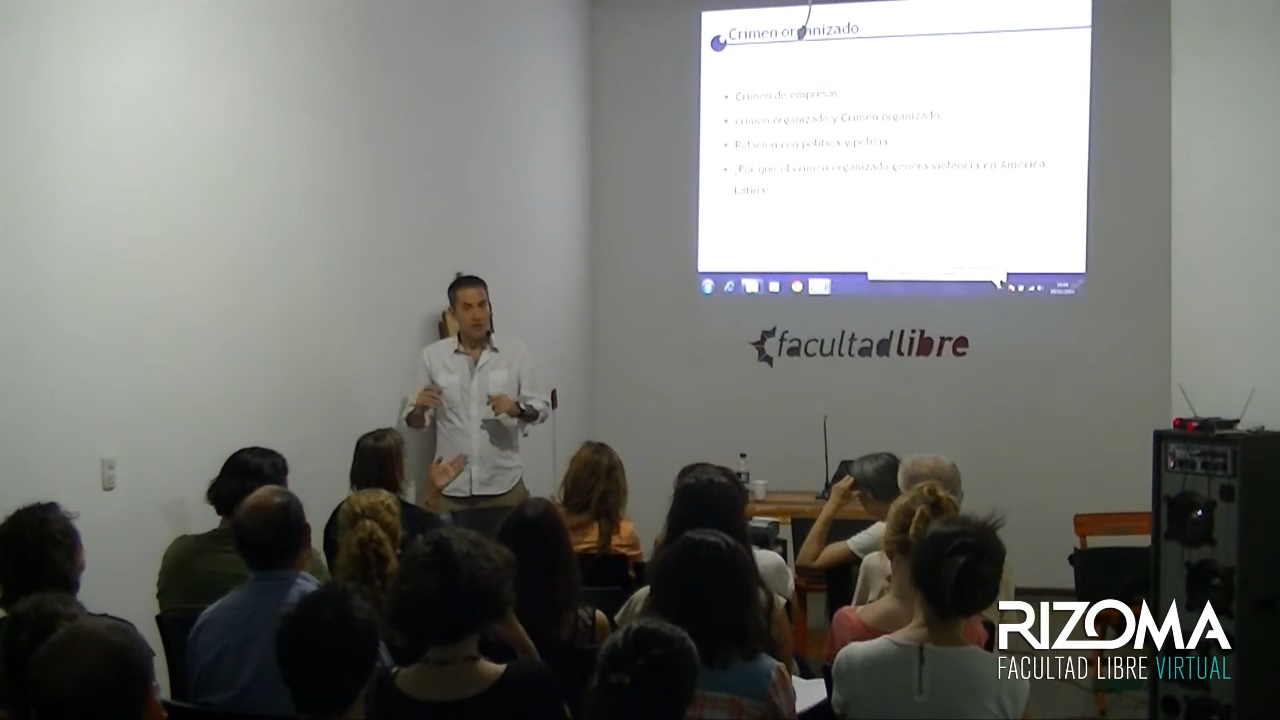 Crimen organizado
• Crimen de empresas
• crimen organizado y Crimen organizado.
• Relación con política y policía
• ¿Por que el crimen organizado genera violencia en America
Latina?
facultadlibre
RIZOMA
FACULTAD LIBRE VIRTUAL